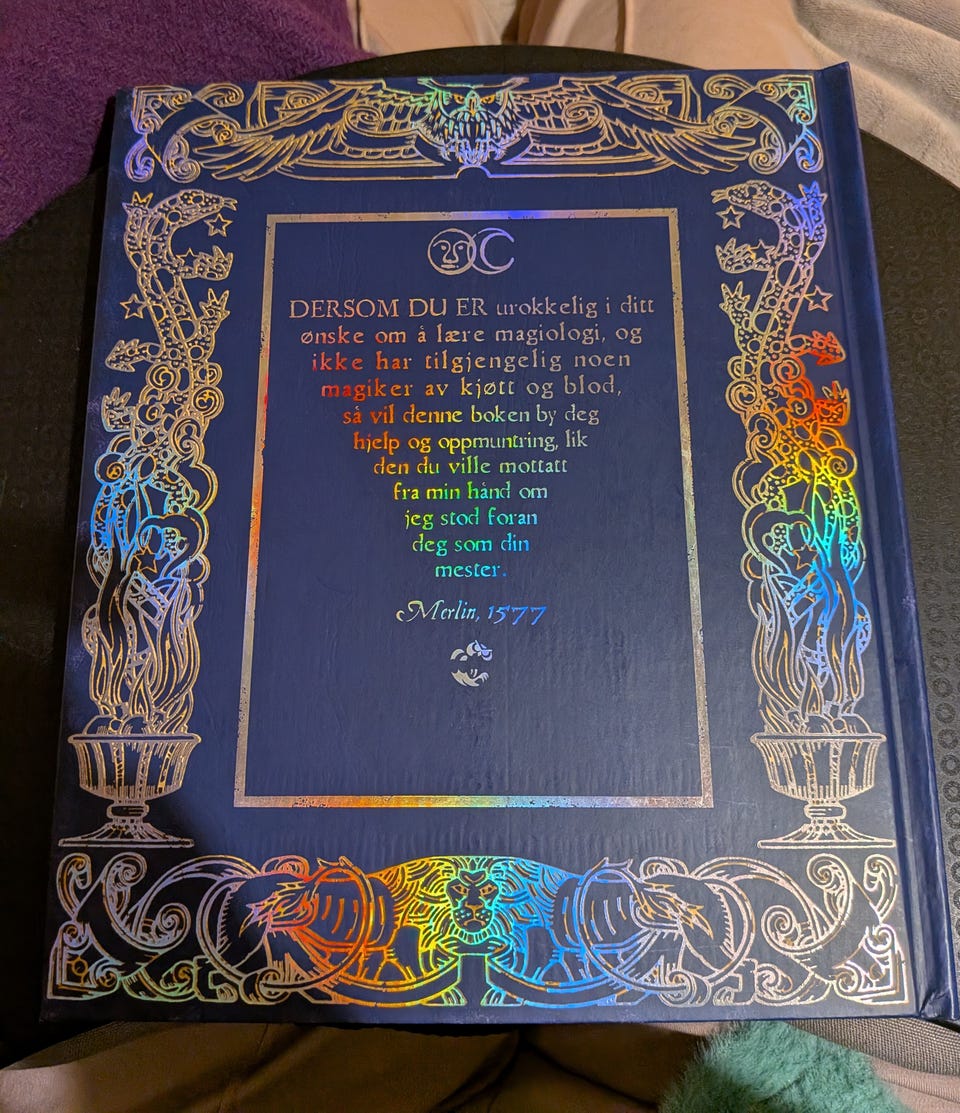 DERSOM DU ER urokkelig i ditt
ønske om å lære magiologi, og
ikke har tilgjengelig noen
magiker av kjøtt og blod,
så vil denne boken by deg
hjelp og oppmuntring, lik
den du ville mottatt
fra min hånd om
jeg stod foran
deg som din
mester.
Merlin, 1577